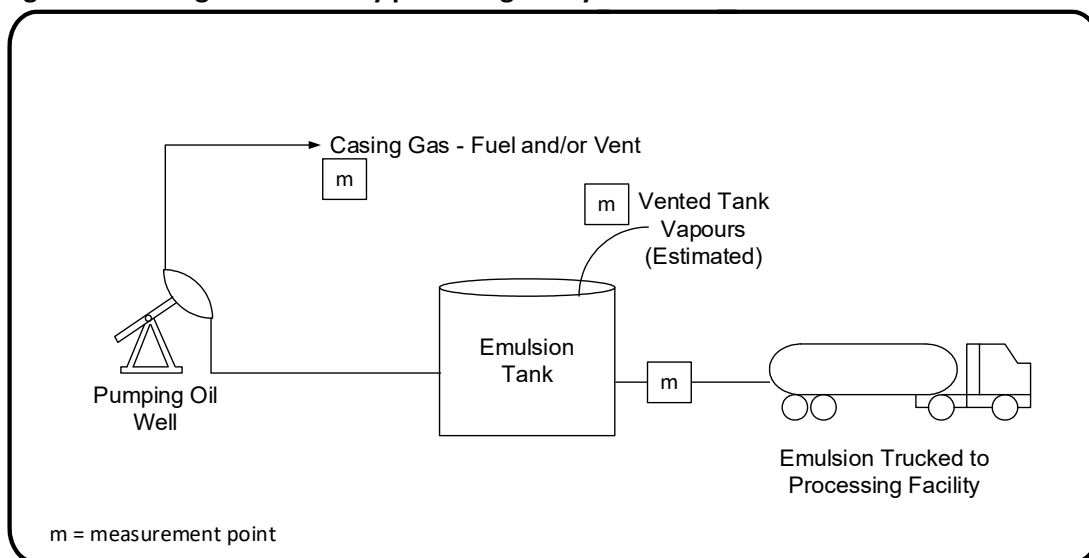 Casing Gas - Fuel and/or Vent
m
m
Vented Tank
Vapours
(Estimated)
Emulsion
Tank
m
Pumping Oil
Well
Emulsion Trucked to
Processing Facility
m = measurement point